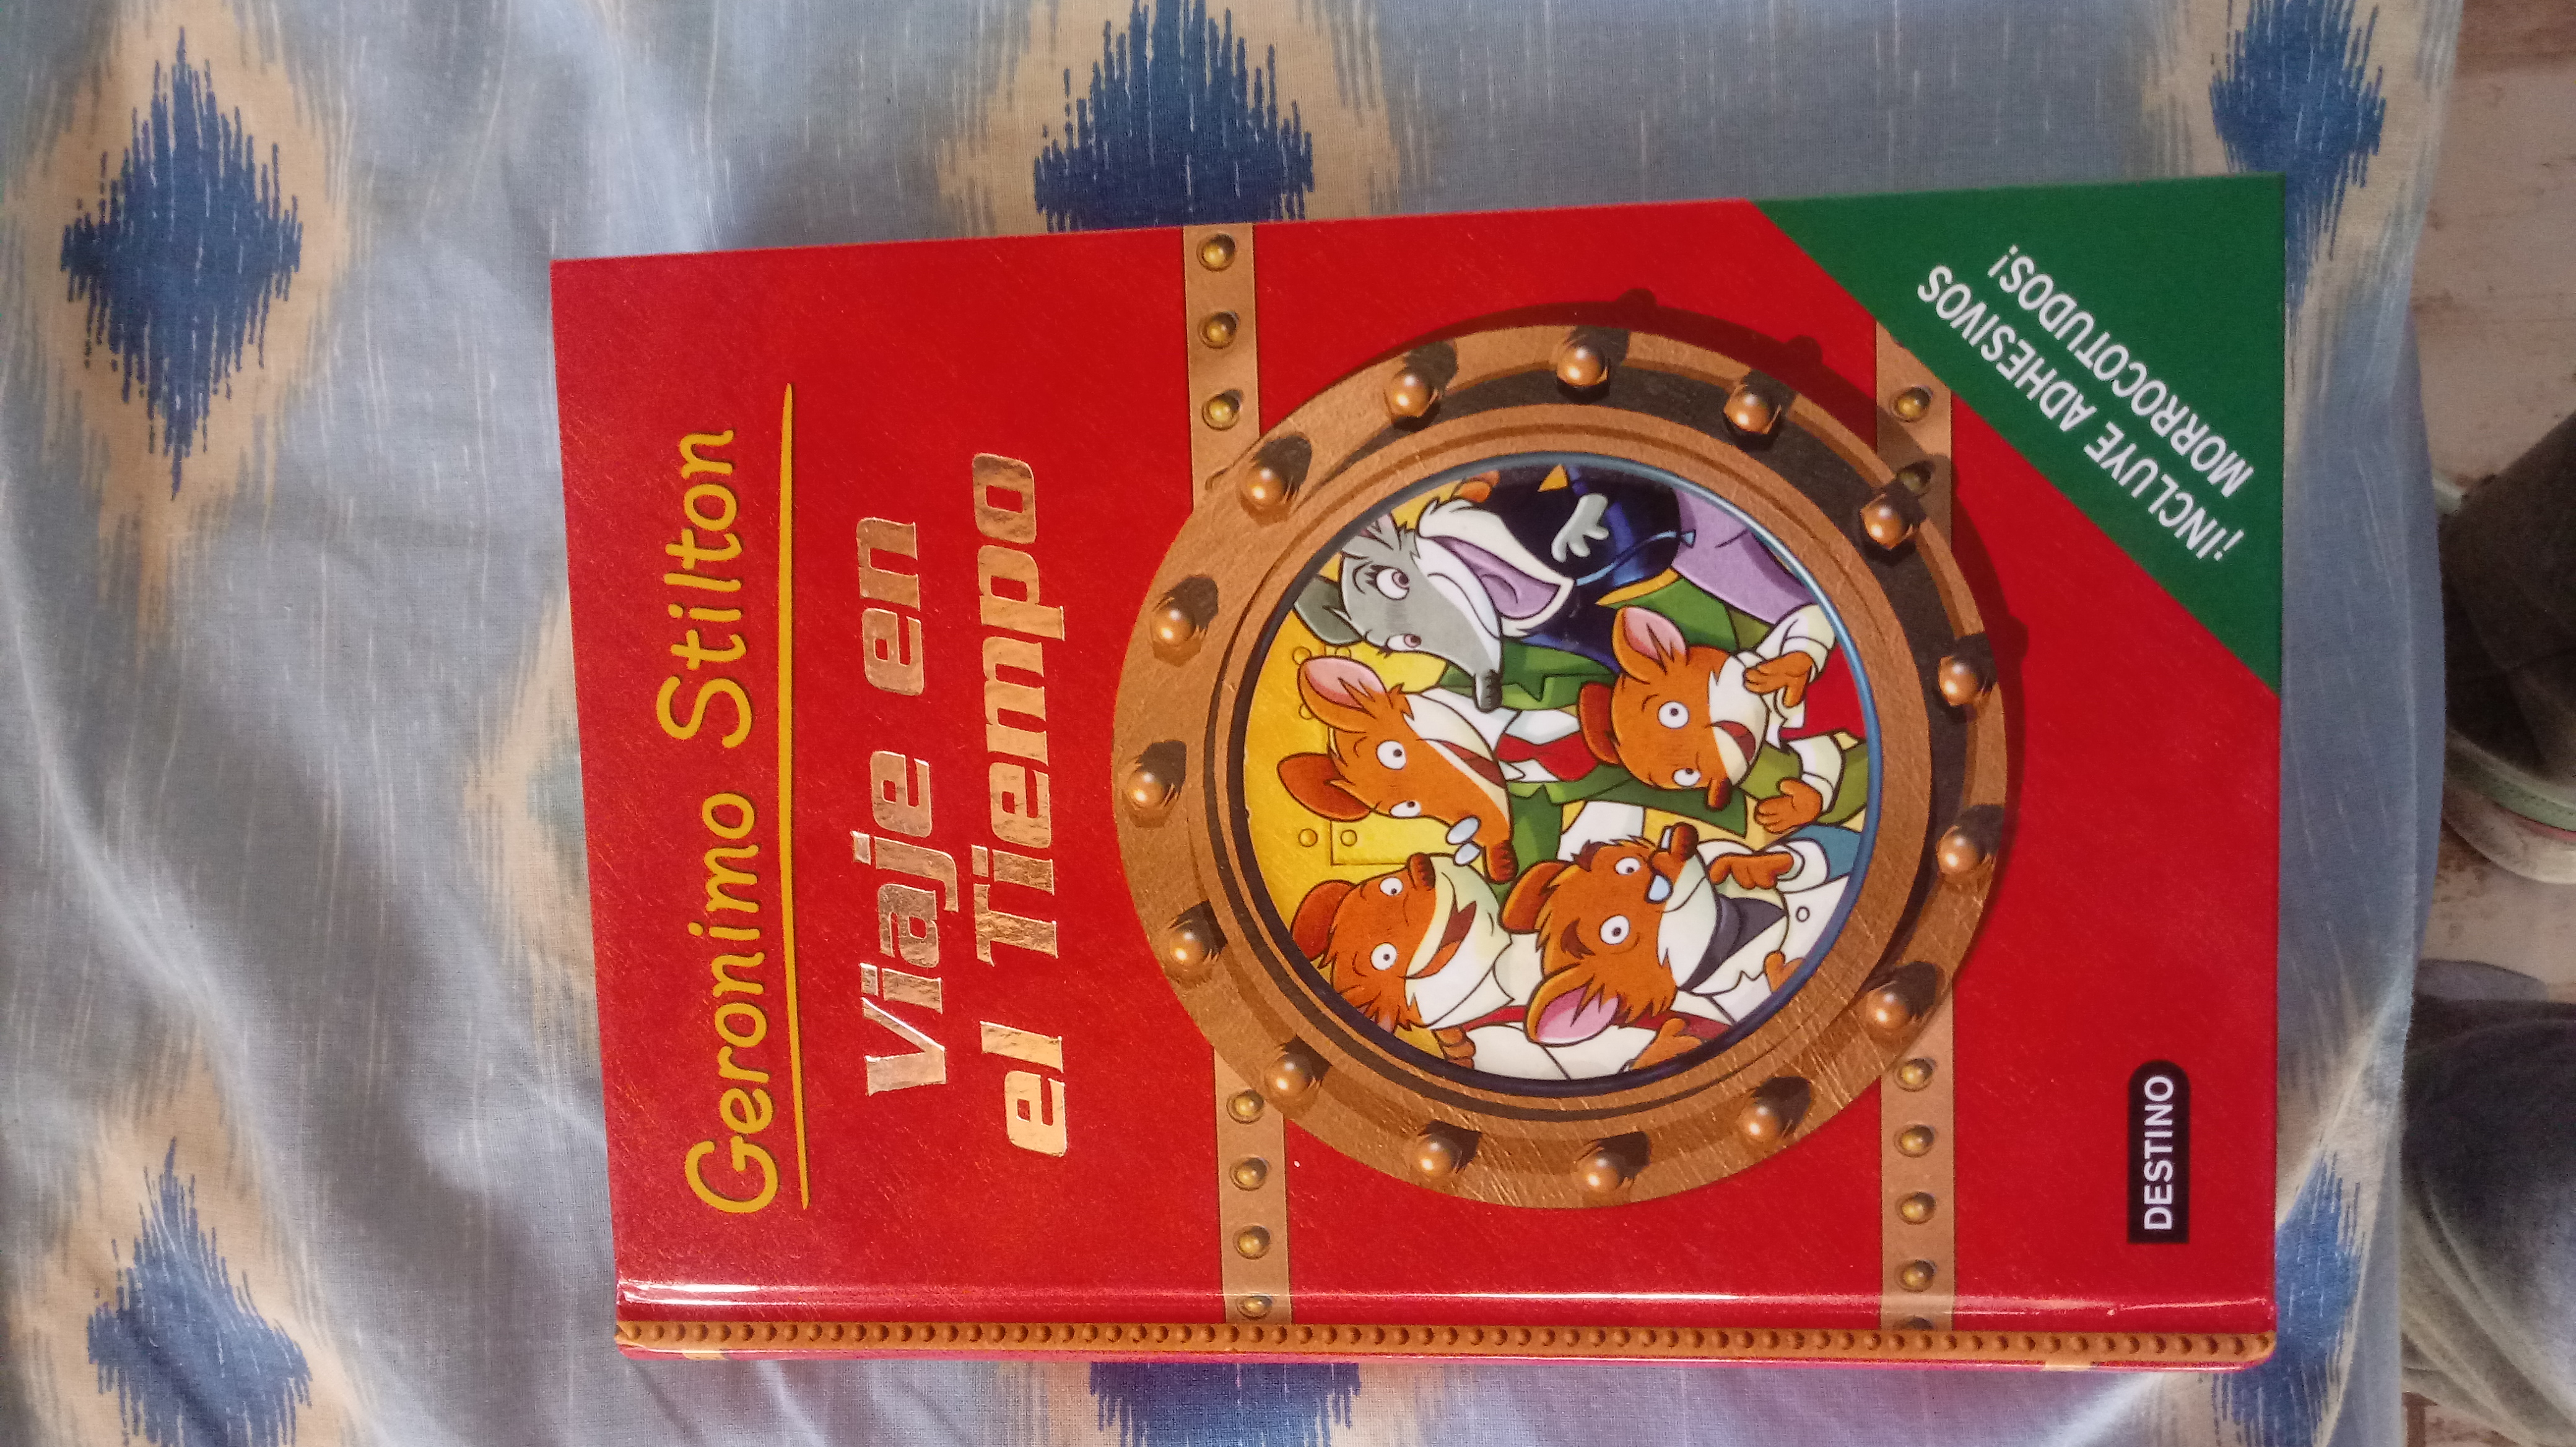 Geronimo Stilton
Viaje en
el Tiempo
¡INCLUYE ADHESIVOS
MORROCOTUDOS!
DESTINO